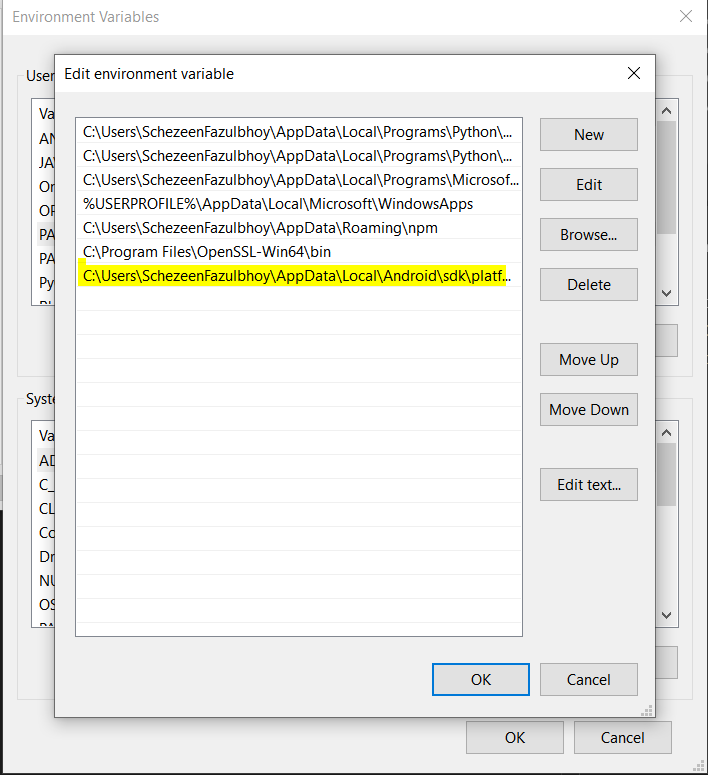 Environment Variables
Edit environment variable
User
Va
AN
JA
On
OP
PA
PA
Py
C:\Users\SchezeenFazulbhoy\AppData\Local\Programs\Python\...
C:\Users\SchezeenFazulbhoy\AppData\Local\Programs\Python\...
C:\Users\SchezeenFazulbhoy\AppData\Local\Programs\Microsof...
%USERPROFILE%\AppData\Local\Microsoft\WindowsApps
C:\Users\SchezeenFazulbhoy\AppData\Roaming\npm
C:\Program Files\OpenSSL-Win64\bin
C:\Users\SchezeenFazulbhoy\AppData\Local\Android\sdk\platf...
New
Edit
Browse...
Delete
Move Up
Move Down
Edit text...
Syste
Va
AD
C_
CL
Co
Dr
NU
OS
OK
Cancel
OK
Cancel